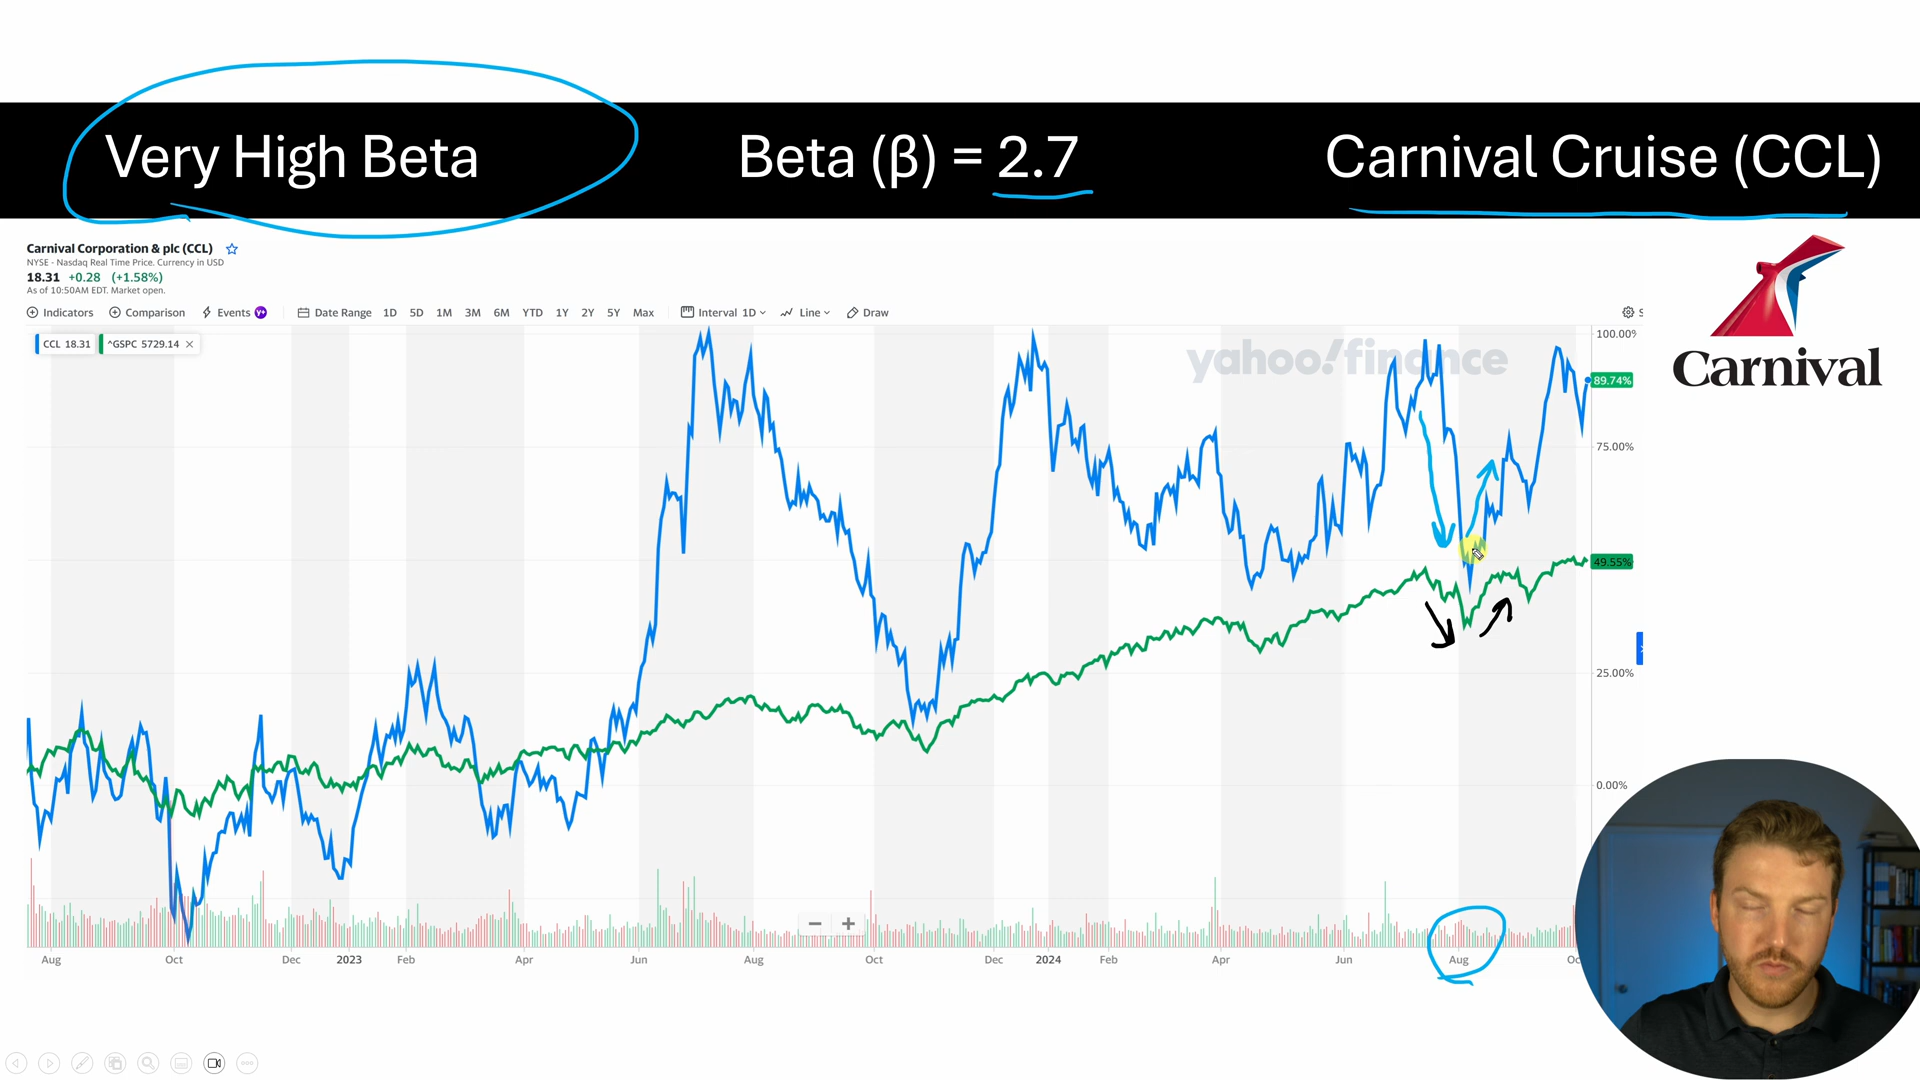 Very High Beta Beta (β) = 2.7 Carnival Cruise (CCL)
Carnival Corporation & plc (CCL)
NYSE - Nasdaq Real Time Price. Currency in USD
18.31 +0.28 (+1.58%)
As of 10:50AM EDT. Market open.
Indicators Comparison Events Y+ Date Range 1D 5D 1M 3M 6M YTD 1Y 2Y 5Y Max Interval 1D Line Draw S
CCL 18.31 ^GSPC 5729.14
yahoo!finance
Carnival
100.00%
89.74%
75.00%
49.55%
25.00%
0.00%
Aug Oct Dec 2023 Feb Apr Jun Aug Oct Dec 2024 Feb Apr Jun Aug Oc